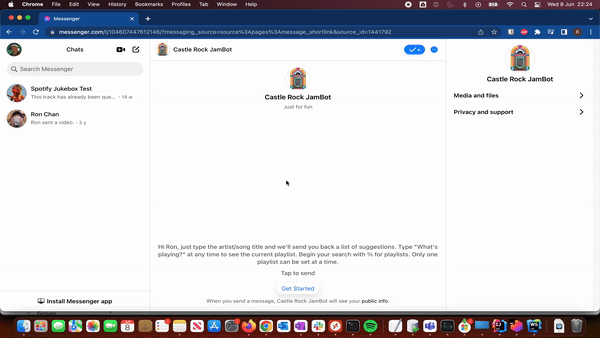 Chrome File Edit View History Bookmarks Profiles Tab Window Help
Wed 8 Jun 22:24
Messenger
messenger.com/t/104607447612146/?messaging_source=source%3Apages%3Amessage_shortlink&source_id=1441792
Chats
Search Messenger
Spotify Jukebox Test
This track has already been que... · 14 w
Ron Chan
Ron sent a video. · 2 y
Install Messenger app
Castle Rock JamBot
Castle Rock JamBot
Just for fun
Hi Ron, just type the artist/song title and we'll send you back a list of suggestions. Type "What's
playing?" at any time to see the current playlist. Begin your search with % for playlists. Only one
playlist can be set at a time.
Tap to send
Get Started
When you send a message, Castle Rock JamBot will see your public info.
Castle Rock JamBot
Media and files
Privacy and support